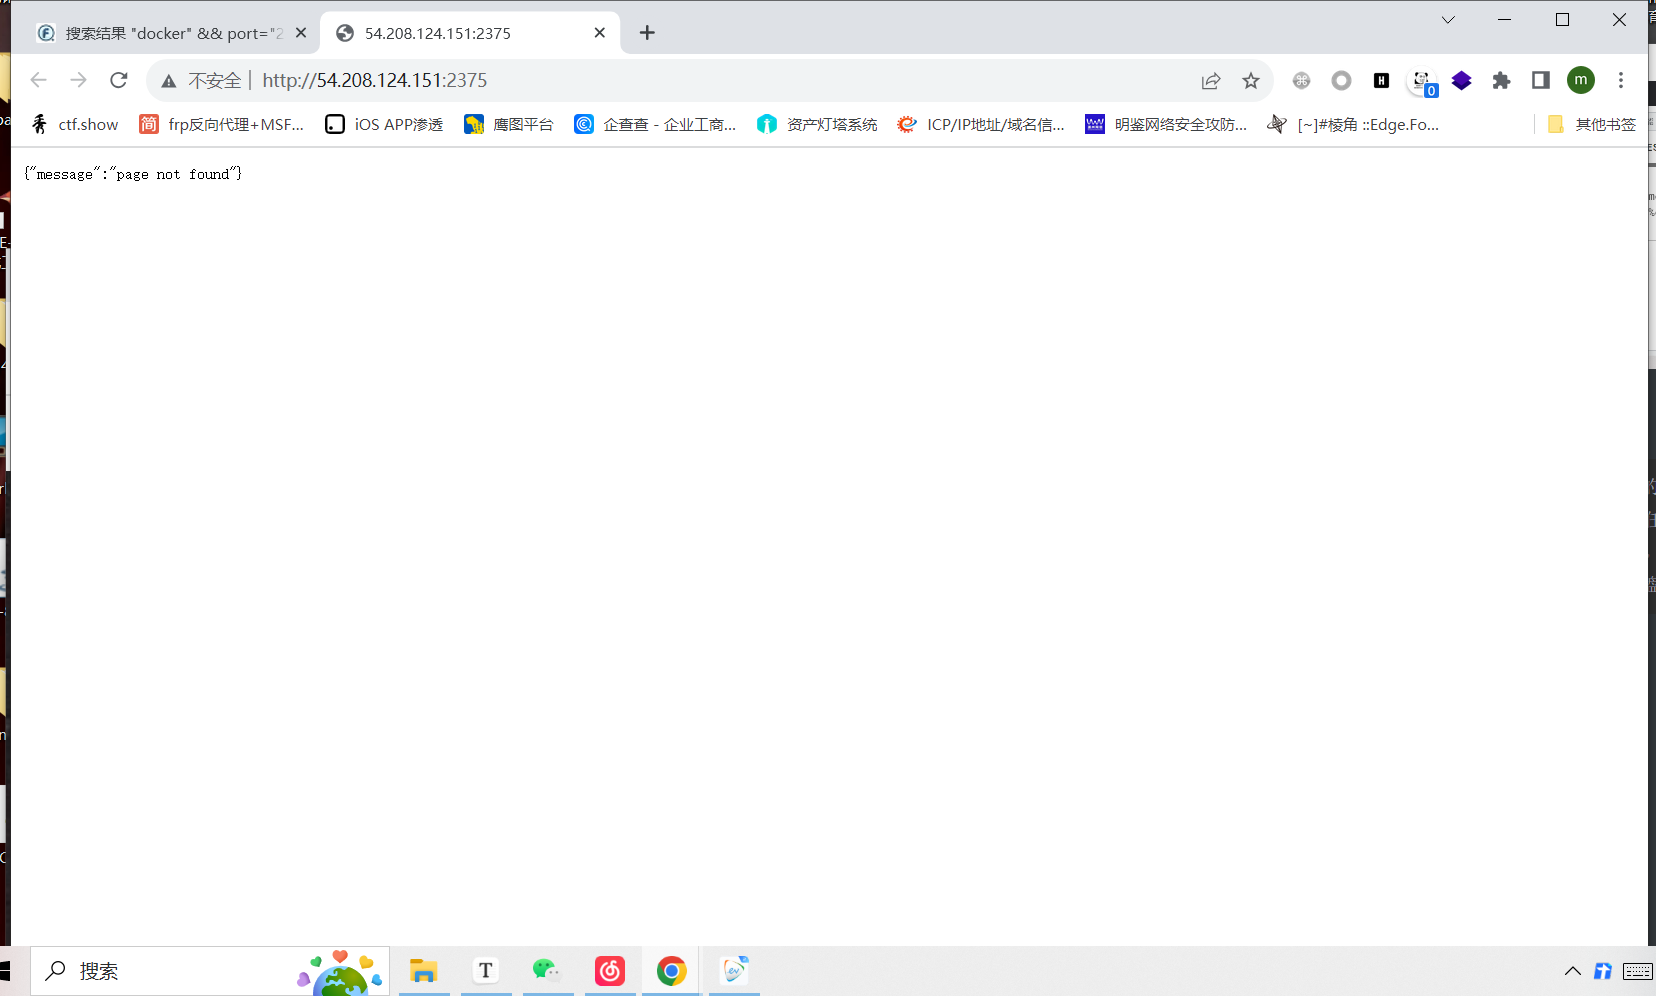 搜索结果 "docker" && port="2
54.208.124.151:2375
不安全
http://54.208.124.151:2375
0
m
ctf.show
frp反向代理+MSF...
iOS APP渗透
鹰图平台
企查查 - 企业工商...
资产灯塔系统
ICP/IP地址/域名信...
明鉴网络安全攻防...
[~]#棱角 ::Edge.Fo...
其他书签
{"message":"page not found"}
搜索